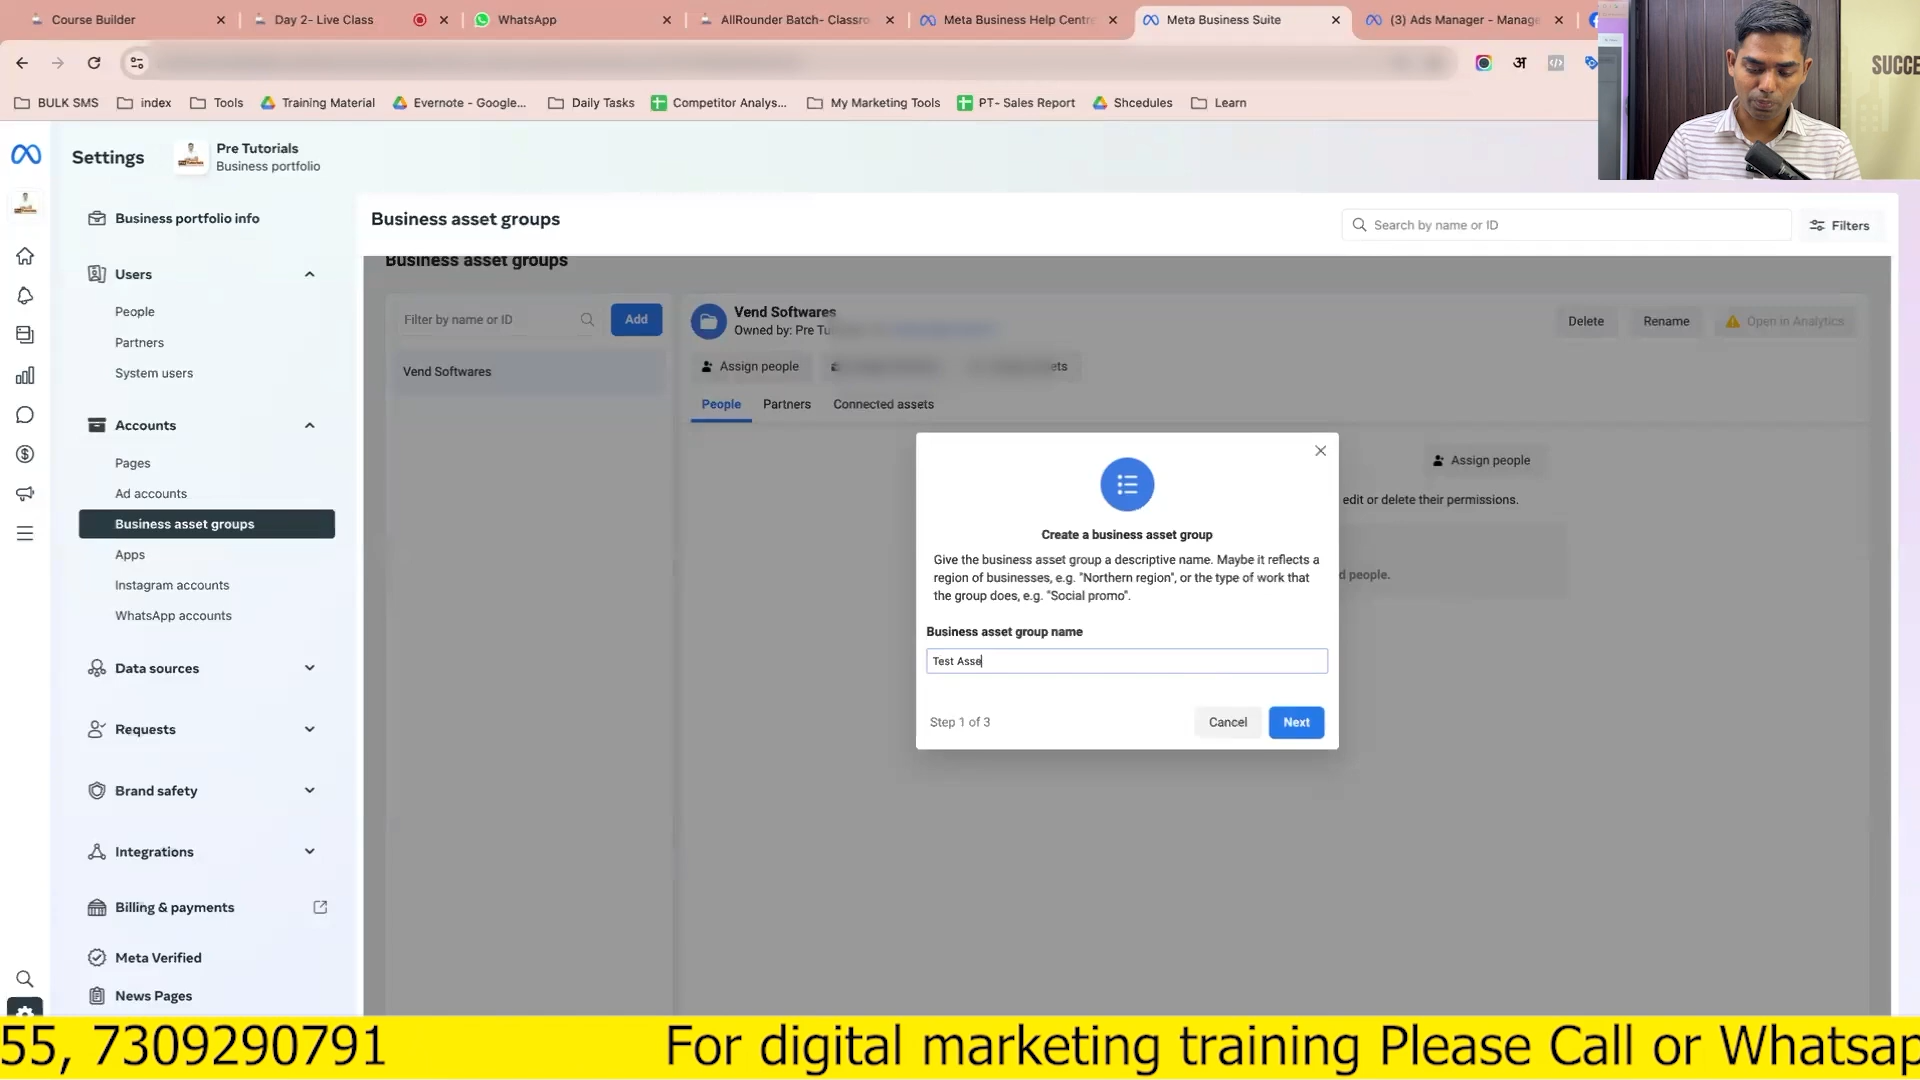 Course Builder
Day 2- Live Class
WhatsApp
AllRounder Batch- Classro
Meta Business Help Centre
Meta Business Suite
(3) Ads Manager - Manage
अ
SUCCE
BULK SMS
index
Tools
Training Material
Evernote - Google...
Daily Tasks
Competitor Analys...
My Marketing Tools
PT- Sales Report
Shcedules
Learn
Settings
Pre Tutorials
Business portfolio
Business portfolio info
Users
People
Partners
System users
Accounts
Pages
Ad accounts
Business asset groups
Apps
Instagram accounts
WhatsApp accounts
Data sources
Requests
Brand safety
Integrations
Billing & payments
Meta Verified
News Pages
Business asset groups
Search by name or ID
Filters
Business asset groups
Filter by name or ID
Add
Vend Softwares
Vend Softwares
Owned by: Pre Tu
Delete
Rename
Open in Analytics
Assign people
ets
People
Partners
Connected assets
Assign people
edit or delete their permissions.
d people.
Create a business asset group
Give the business asset group a descriptive name. Maybe it reflects a
region of businesses, e.g. "Northern region", or the type of work that
the group does, e.g. "Social promo".
Business asset group name
Test Asse
Step 1 of 3
Cancel
Next
55, 7309290791
For digital marketing training Please Call or Whatsap